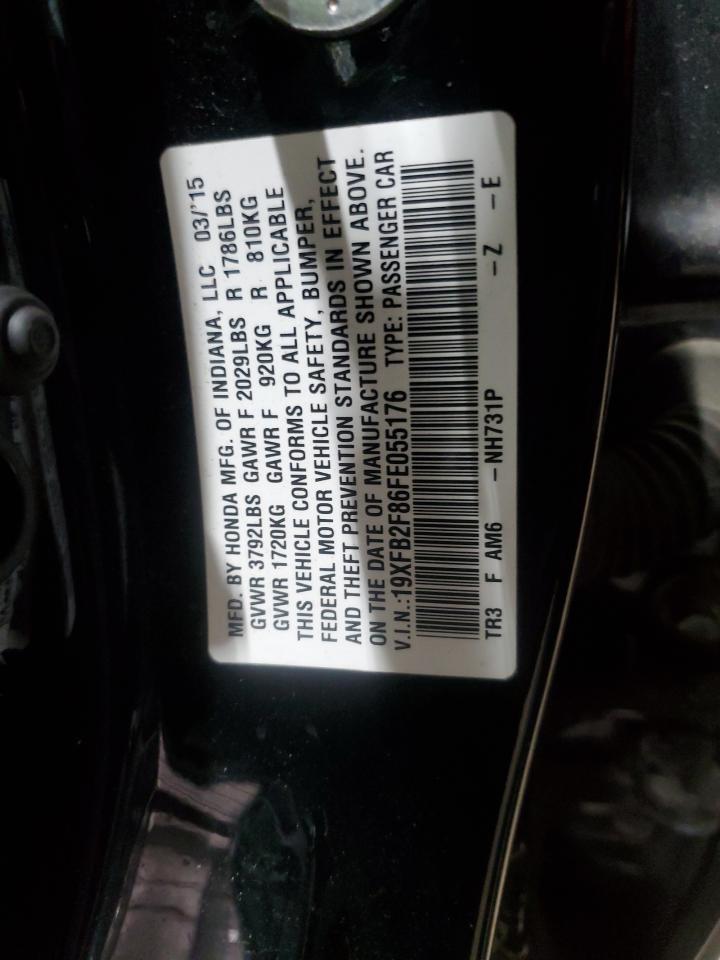 MFD. BY HONDA MFG. OF INDIANA, LLC 03/'15
GVWR 3792LBS GAWR F 2029LBS R 1786LBS
GVWR 1720KG GAWR F 920KG R 810KG
THIS VEHICLE CONFORMS TO ALL APPLICABLE
FEDERAL MOTOR VEHICLE SAFETY, BUMPER,
AND THEFT PREVENTION STANDARDS IN EFFECT
ON THE DATE OF MANUFACTURE SHOWN ABOVE.
V.I.N.:19XFB2F86FE055176 TYPE: PASSENGER CAR
TR3 F AM6 -NH731P -Z -E